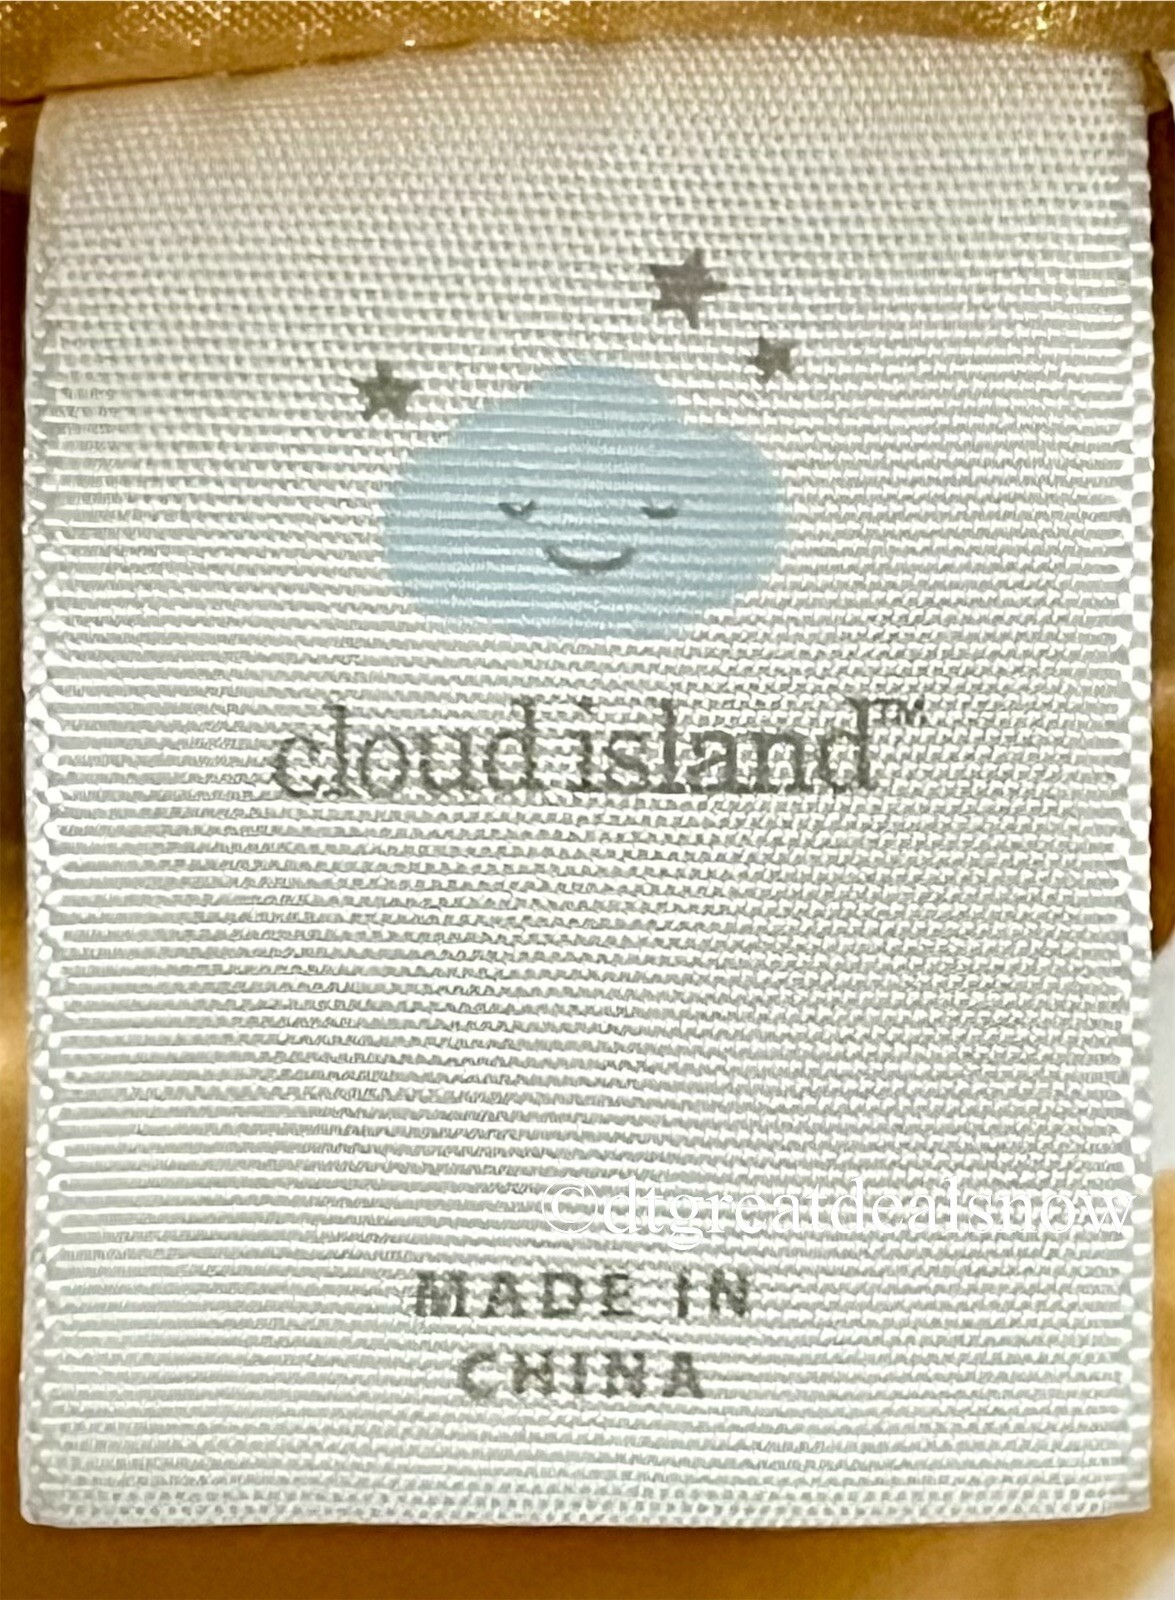 cloud island™
©dtgreatdealsnow
MADE IN
CHINA